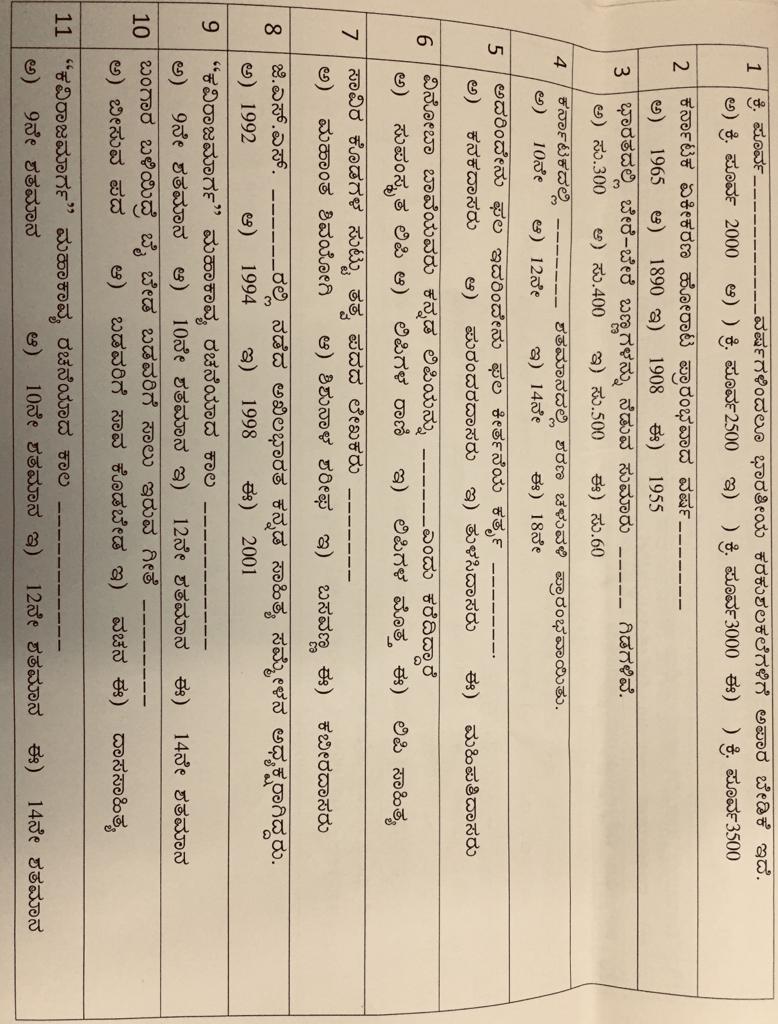 1 ಕ್ರಿ. ಪೂರ್ವ____________ವರ್ಷಗಳಿಂದಲೂ ಭಾರತೀಯ ಕರಕುಶಲಕಲೆಗಳಿಗೆ ಅಪಾರ ಬೇಡಿಕೆ ಇದೆ.
ಅ) ಕ್ರಿ. ಪೂರ್ವ 2000 ಆ) ) ಕ್ರಿ. ಪೂರ್ವ2500 ಇ) ) ಕ್ರಿ. ಪೂರ್ವ3000 ಈ) ) ಕ್ರಿ. ಪೂರ್ವ3500
2 ಕರ್ನಾಟಕ ಏಕೀಕರಣ ಹೋರಾಟ ಪ್ರಾರಂಭವಾದ ವರ್ಷ_______
ಅ) 1965 ಆ) 1890 ಇ) 1908 ಈ) 1955
3 ಭಾರತದಲ್ಲಿ ಬೇರೆ-ಬೇರೆ ಬಣ್ಣಗಳನ್ನು ನೆಡುವ ಸುಮಾರು _____ ಗಿಡಗಳಿವೆ.
ಅ) ಸು.300 ಆ) ಸು.400 ಇ) ಸು.500 ಈ) ಸು.60
4 ಕರ್ನಾಟಕದಲ್ಲಿ _______ ಶತಮಾನದಲ್ಲಿ ಶರಣ ಚಳುವಳಿ ಪ್ರಾರಂಭವಾಯಿತು.
ಅ) 10ನೇ ಆ) 12ನೇ ಇ) 14ನೇ ಈ) 18ನೇ
5 ಅದರಿಂದೇನು ಫಲ ಇದರಿಂದೇನು ಫಲ ಕೀರ್ತನೆಯ ಕರ್ತೃ _______.
ಅ) ಕನಕದಾಸರು ಆ) ಪುರಂದರದಾಸರು ಇ) ತುಳಸಿದಾಸರು ಈ) ಮಹಿಪತಿದಾಸರು
6 ವಿನೋಬಾ ಬಾವೆಯವರು ಕನ್ನಡ ಲಿಪಿಯನ್ನು ______ಎಂದು ಕರೆದಿದ್ದಾರೆ
ಅ) ಸುಪಂಸ್ಕೃತ ಲಿಪಿ ಆ) ಲಿಪಿಗಳ ರಾಣಿ ಇ) ಲಿಪಿಗಳ ಮೊತ್ತ ಈ) ಲಿಪಿ ಸಾಹಿತ್ಯ
7 ಸಾವಿರ ಕೊಡಗಳ ಸುಟ್ಟು ತತ್ವ ಪದದ ಲೇಖಕರು _______
ಅ) ಮಹಾಂತ ಶಿವಯೋಗಿ ಆ) ಶಿಶುನಾಳ ಶರೀಫ ಇ) ಬಸವಣ್ಣ ಈ) ಕಬೀರದಾಸರು
8 ಜಿ.ಎಸ್.ಎಸ್. ______ರಲ್ಲಿ ನಡೆದ ಅಖಿಲಭಾರತ ಕನ್ನಡ ಸಾಹಿತ್ಯ ಸಮ್ಮೇಳನ ಅಧ್ಯಕ್ಷರಾಗಿದ್ದರು.
ಅ) 1992 ಆ) 1994 ಇ) 1998 ಈ) 2001
9 “ಕವಿರಾಜಮಾರ್ಗ” ಮಹಾಕಾವ್ಯ ರಚನೆಯಾದ ಕಾಲ ___________
ಅ) 9ನೇ ಶತಮಾನ ಆ) 10ನೇ ಶತಮಾನ ಇ) 12ನೇ ಶತಮಾನ ಈ) 14ನೇ ಶತಮಾನ
10 ಬಂಗಾರ ಬಳಿಯಿದ್ರೆ ಬೈ ಬೇಡ ಬಡವರಿಗೆ ಸಾಲು ಇರುವ ಗೀತೆ ________
ಅ) ಬೀಸುವ ಪದ ಆ) ಬಡವರಿಗೆ ಸಾವ ಕೊಡಬೇಡ ಇ) ವಚನ ಈ) ದಾಸಸಾಹಿತ್ಯ
11 “ಕವಿರಾಜಮಾರ್ಗ” ಮಹಾಕಾವ್ಯ ರಚನೆಯಾದ ಕಾಲ ___________
ಅ) 9ನೇ ಶತಮಾನ ಆ) 10ನೇ ಶತಮಾನ ಇ) 12ನೇ ಶತಮಾನ ಈ) 14ನೇ ಶತಮಾನ